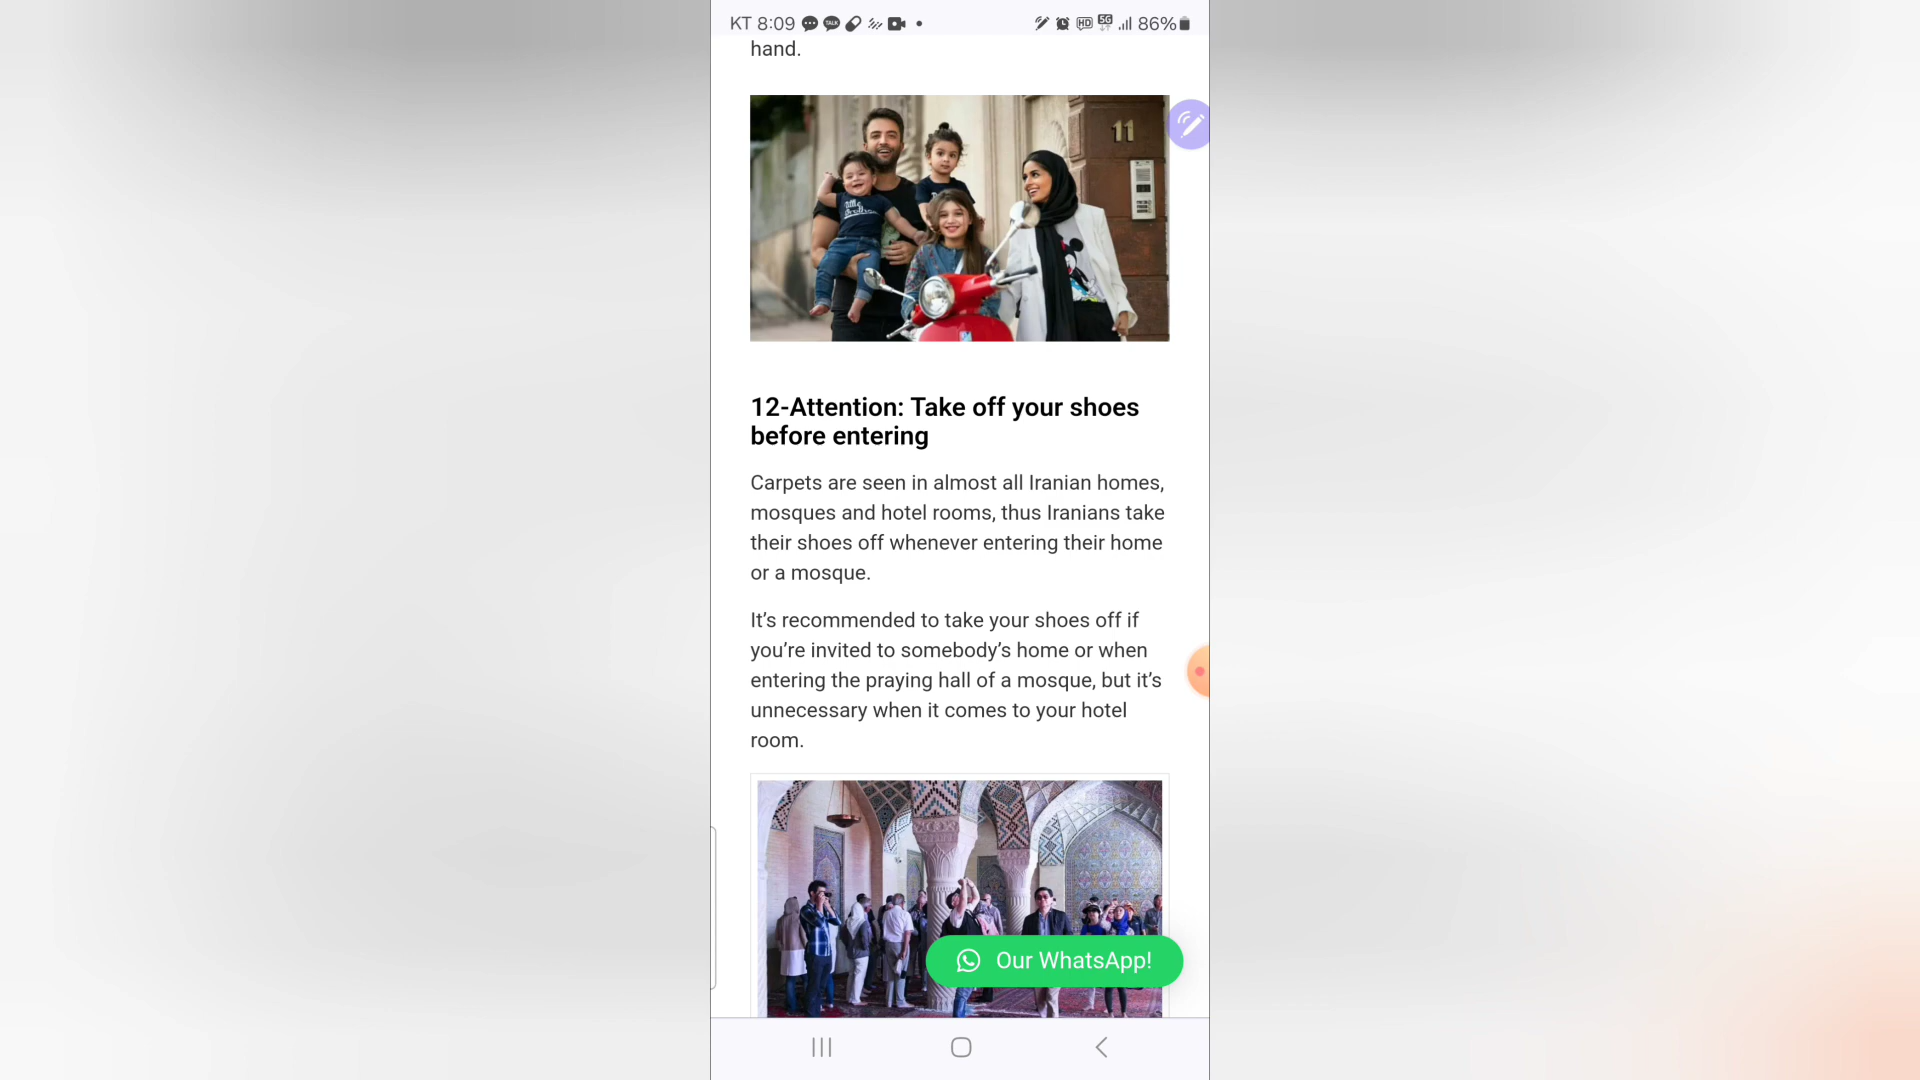 KT 8:09
86%
hand.
11
little
12-Attention: Take off your shoes
before entering
Carpets are seen in almost all Iranian homes,
mosques and hotel rooms, thus Iranians take
their shoes off whenever entering their home
or a mosque.
It’s recommended to take your shoes off if
you’re invited to somebody’s home or when
entering the praying hall of a mosque, but it’s
unnecessary when it comes to your hotel
room.
Our WhatsApp!